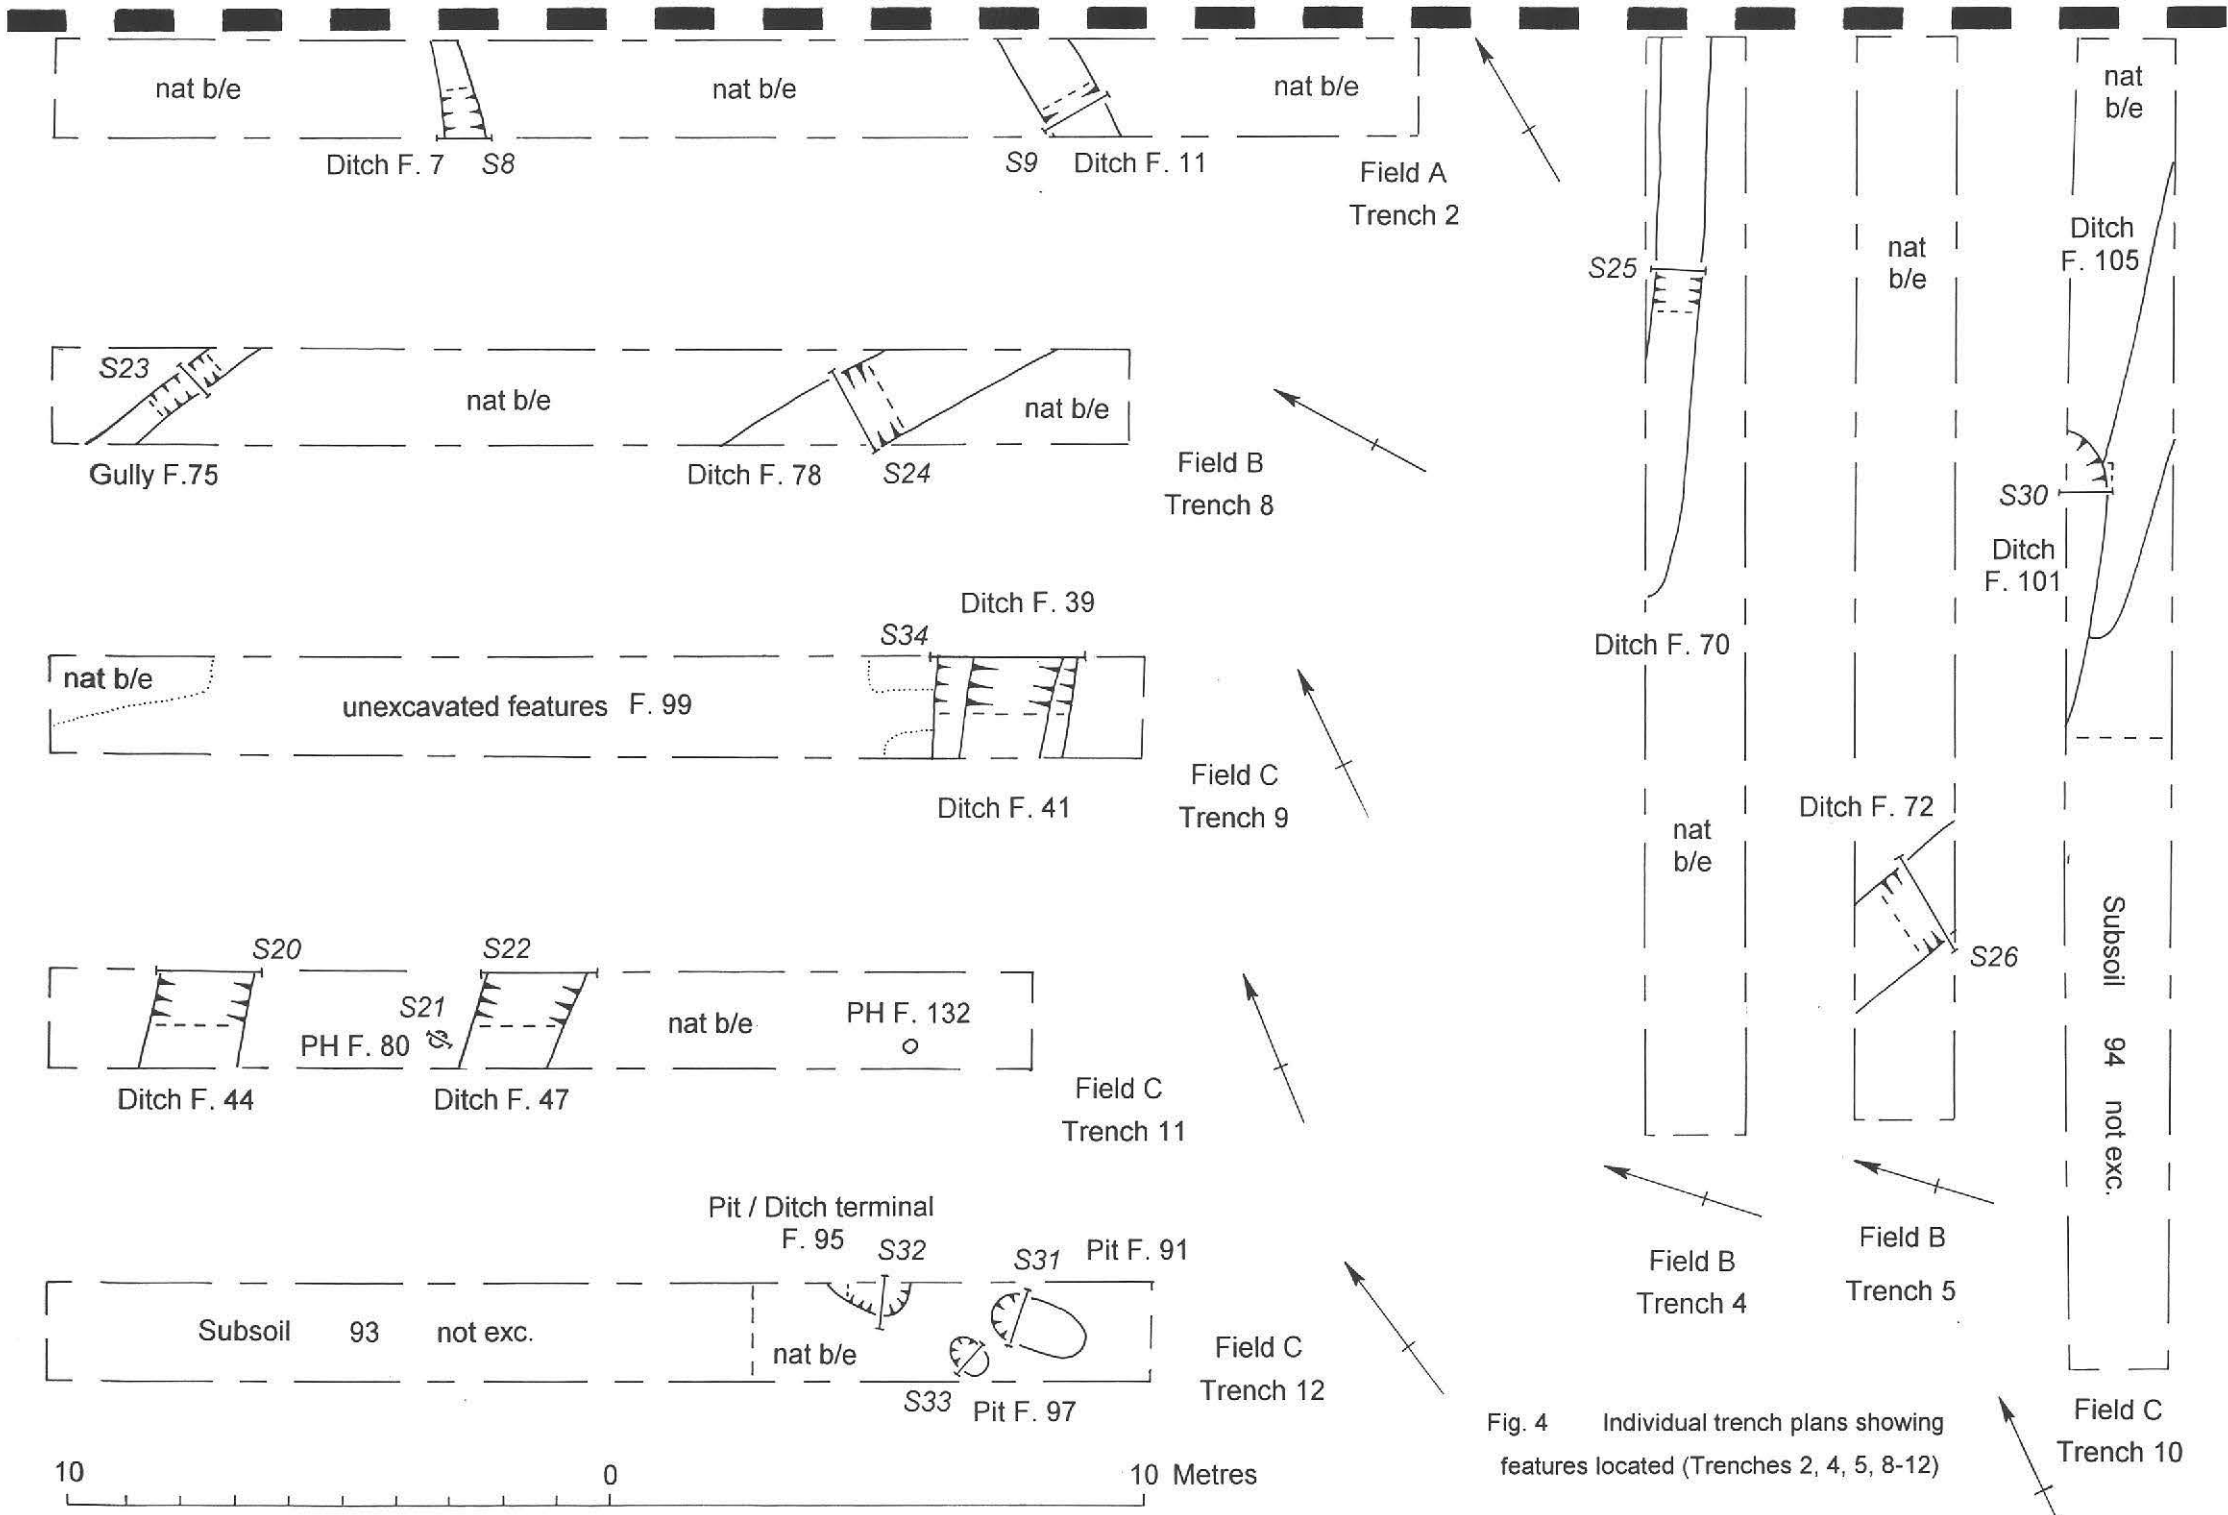 nat b/e
nat b/e
nat b/e
Ditch F. 7
S8
S9
Ditch F. 11
Field A
Trench 2
S23
nat b/e
nat b/e
Gully F.75
Ditch F. 78
S24
Field B
Trench 8
Ditch F. 39
S34
nat b/e
unexcavated features F. 99
Ditch F. 41
Field C
Trench 9
S20
S22
S21
PH F. 80
nat b/e
PH F. 132
Ditch F. 44
Ditch F. 47
Field C
Trench 11
Pit / Ditch terminal
F. 95
S32
S31
Pit F. 91
Subsoil 93 not exc.
nat b/e
S33
Pit F. 97
Field C
Trench 12
10 0 10 Metres
S25
Ditch F. 70
nat
b/e
Field B
Trench 4
nat
b/e
Ditch F. 72
S26
Field B
Trench 5
nat
b/e
Ditch
F. 105
S30
Ditch
F. 101
Subsoil 94 not exc.
Field C
Trench 10
Fig. 4 Individual trench plans showing
features located (Trenches 2, 4, 5, 8-12)